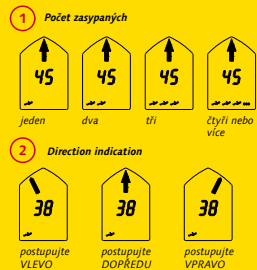 1 Počet zasypaných
45 45 45 45
jeden dva tři čtyři nebo
více
2 Direction indication
38 38 38
postupujte postupujte postupujte
VLEVO DOPŘEDU VPRAVO